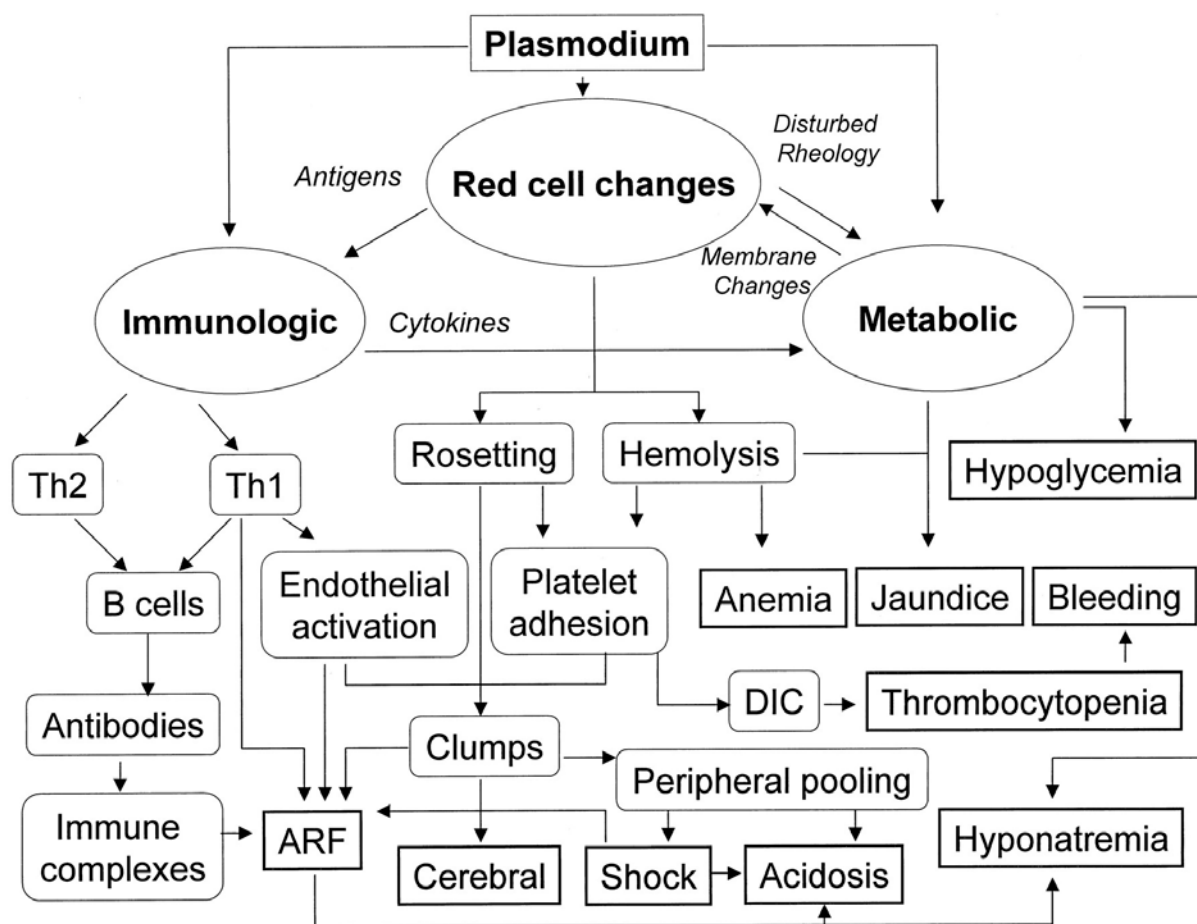 Plasmodium
Disturbed
Rheology
Antigens
Red cell changes
Membrane
Changes
Immunologic
Cytokines
Metabolic
Rosetting
Hemolysis
Hypoglycemia
Th2
Th1
Endothelial
activation
Platelet
adhesion
B cells
Anemia
Jaundice
Bleeding
DIC
Thrombocytopenia
Antibodies
Clumps
Peripheral pooling
Immune
complexes
ARF
Cerebral
Shock
Acidosis
Hyponatremia